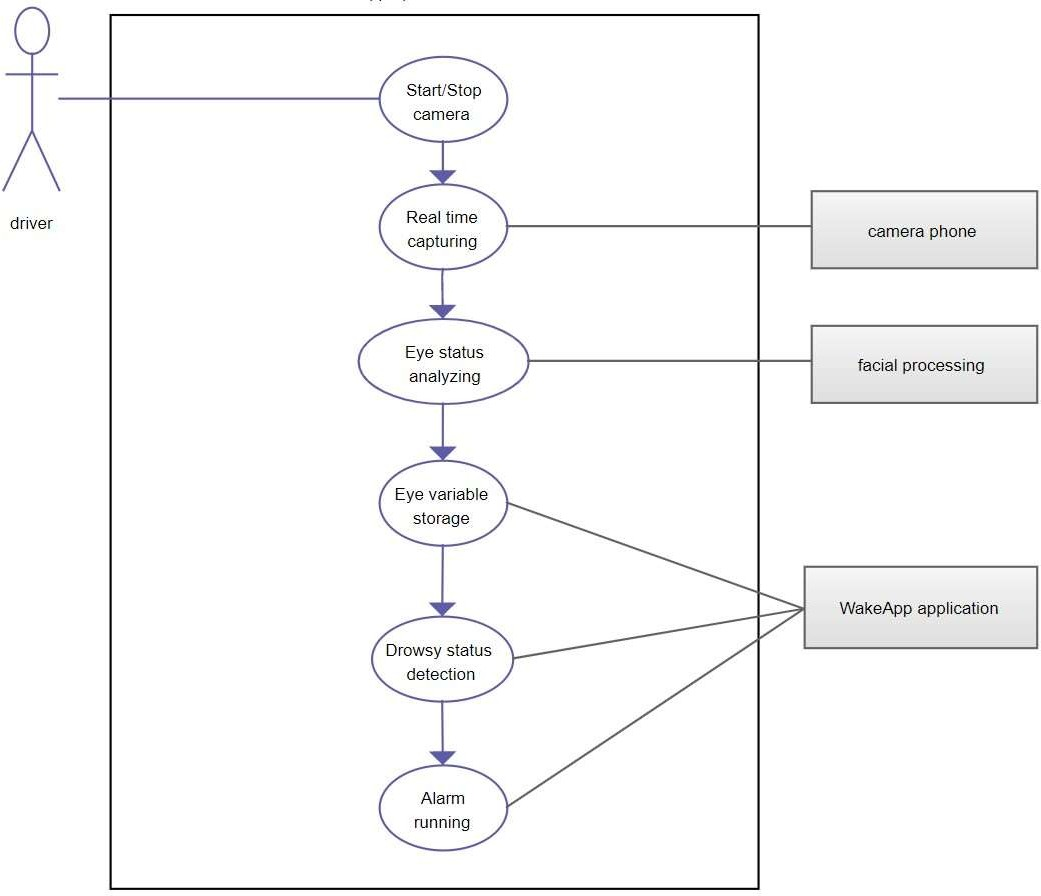 Start/Stop
camera
driver
Real time
capturing
camera phone
Eye status
analyzing
facial processing
Eye variable
storage
WakeApp application
Drowsy status
detection
Alarm
running